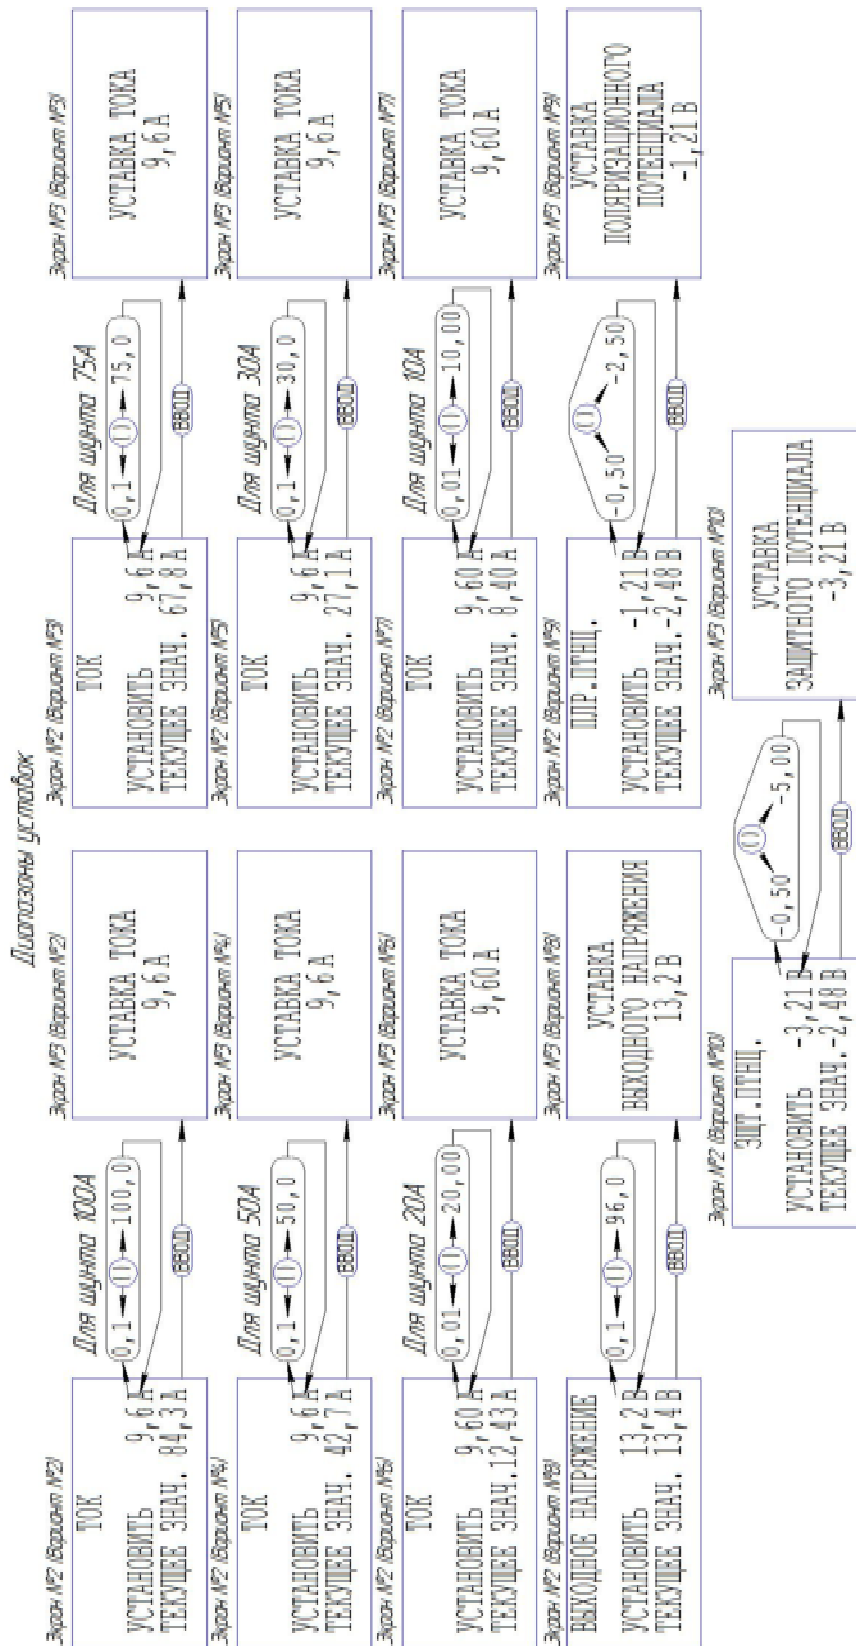 Диапазоны уставок
Экран №2 (Вариант №2)
ТОК
УСТАНОВИТЬ 9,6 А
ТЕКУЩЕЕ ЗНАЧ. 84,3 А
Для шунта 100А
0,1 100,0
ВВОД
Экран №3 (Вариант №2)
УСТАВКА ТОКА
9,6 А
Экран №2 (Вариант №3)
ТОК
УСТАНОВИТЬ 9,6 А
ТЕКУЩЕЕ ЗНАЧ. 67,8 А
Для шунта 75А
0,1 75,0
ВВОД
Экран №3 (Вариант №3)
УСТАВКА ТОКА
9,6 А
Экран №2 (Вариант №4)
ТОК
УСТАНОВИТЬ 9,6 А
ТЕКУЩЕЕ ЗНАЧ. 42,7 А
Для шунта 50А
0,1 50,0
ВВОД
Экран №3 (Вариант №4)
УСТАВКА ТОКА
9,6 А
Экран №2 (Вариант №5)
ТОК
УСТАНОВИТЬ 9,6 А
ТЕКУЩЕЕ ЗНАЧ. 27,1 А
Для шунта 30А
0,1 30,0
ВВОД
Экран №3 (Вариант №5)
УСТАВКА ТОКА
9,6 А
Экран №2 (Вариант №6)
ТОК
УСТАНОВИТЬ 9,60 А
ТЕКУЩЕЕ ЗНАЧ. 12,43 А
Для шунта 20А
0,01 20,00
ВВОД
Экран №3 (Вариант №6)
УСТАВКА ТОКА
9,60 А
Экран №2 (Вариант №7)
ТОК
УСТАНОВИТЬ 9,60 А
ТЕКУЩЕЕ ЗНАЧ. 8,40 А
Для шунта 10А
0,01 10,00
ВВОД
Экран №3 (Вариант №7)
УСТАВКА ТОКА
9,60 А
Экран №2 (Вариант №8)
ВЫХОДНОЕ НАПРЯЖЕНИЕ
УСТАНОВИТЬ 13,2 В
ТЕКУЩЕЕ ЗНАЧ. 13,4 В
0,1 96,0
ВВОД
Экран №3 (Вариант №8)
УСТАВКА
ВЫХОДНОГО НАПРЯЖЕНИЯ
13,2 В
Экран №2 (Вариант №9)
ПЛР.ПТНЦ.
УСТАНОВИТЬ -1,21 В
ТЕКУЩЕЕ ЗНАЧ. -2,48 В
-0,50 -2,50
ВВОД
Экран №3 (Вариант №9)
УСТАВКА
ПОЛЯРИЗАЦИОННОГО
ПОТЕНЦИАЛА
-1,21 В
Экран №2 (Вариант №10)
ЗЩТ.ПТНЦ.
УСТАНОВИТЬ -3,21 В
ТЕКУЩЕЕ ЗНАЧ. -2,48 В
-0,50 -5,00
ВВОД
Экран №3 (Вариант №10)
УСТАВКА
ЗАЩИТНОГО ПОТЕНЦИАЛА
-3,21 В